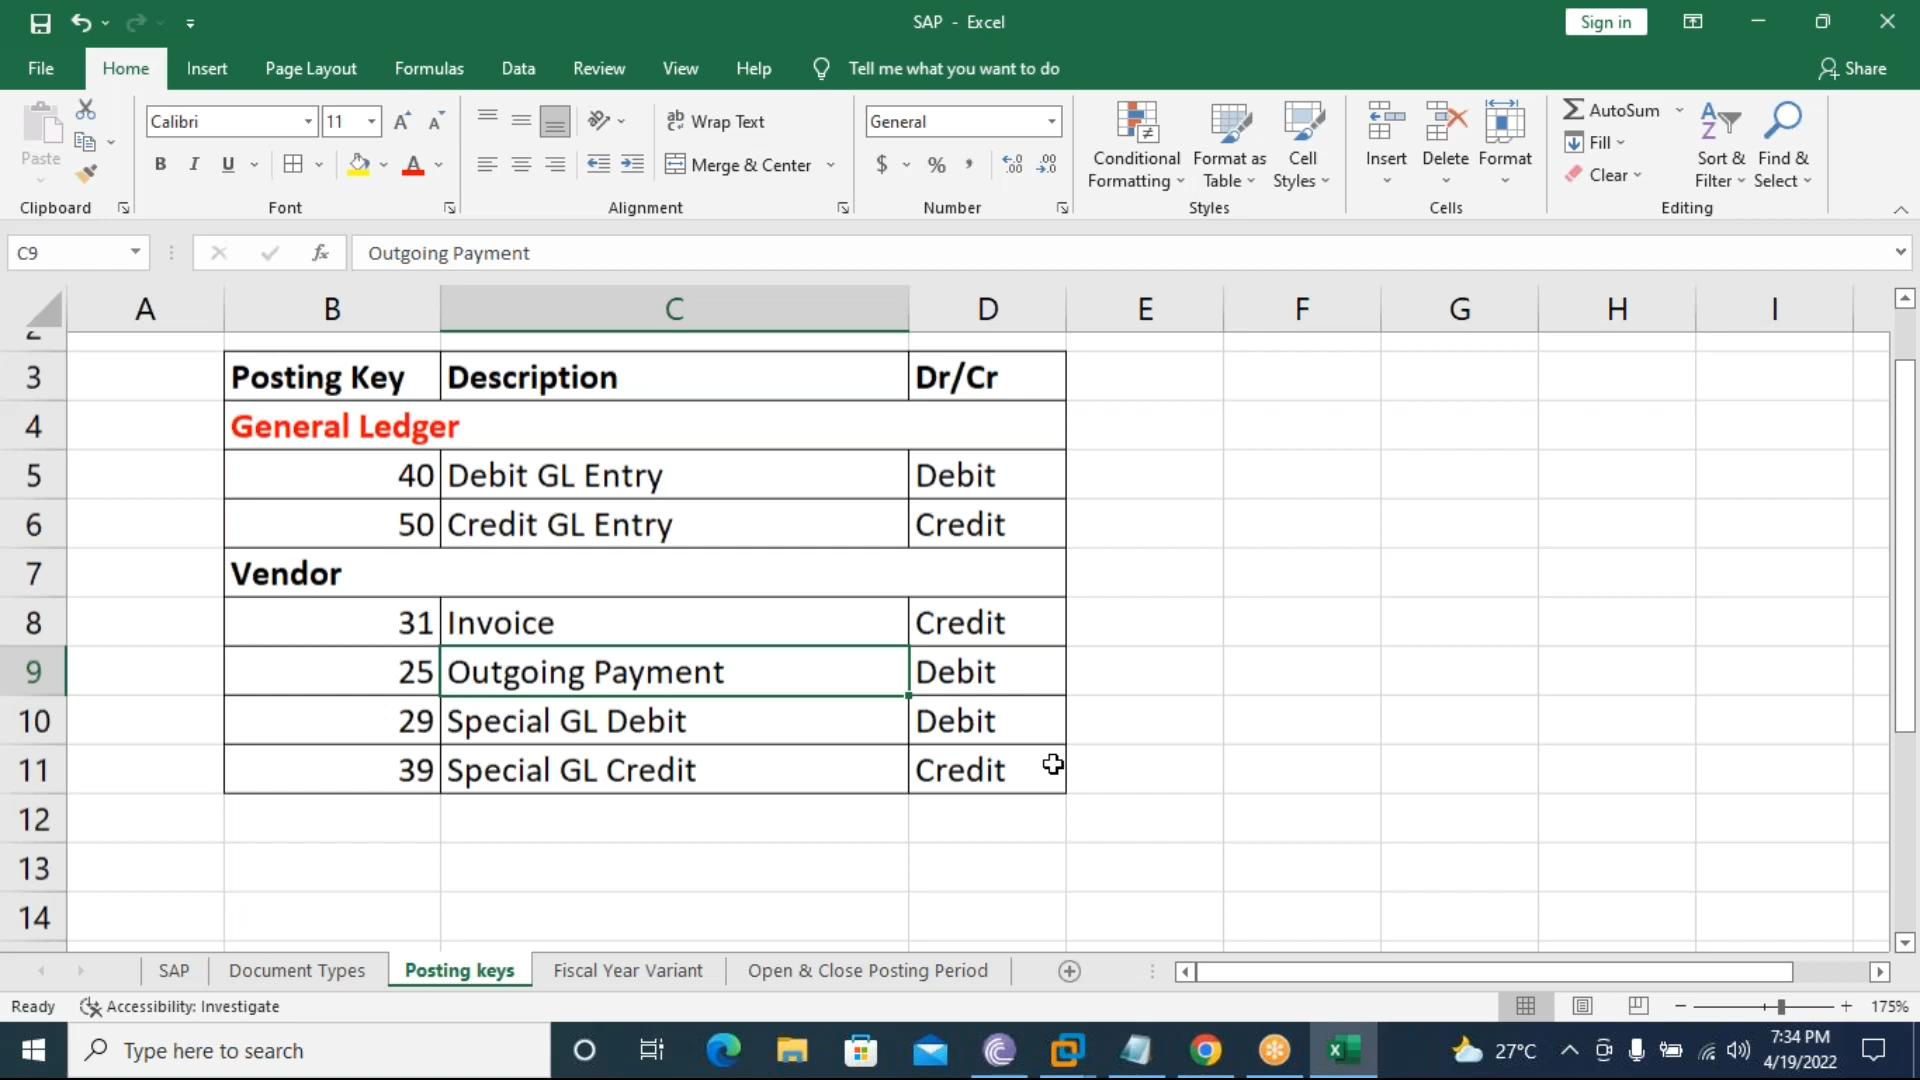 SAP - Excel
Sign in
File Home Insert Page Layout Formulas Data Review View Help Tell me what you want to do Share
Paste
Clipboard
Calibri 11
B I U
Font
Wrap Text
Merge & Center
Alignment
General
$ % ,
Number
Conditional Formatting
Format as Table
Cell Styles
Styles
Insert Delete Format
Cells
AutoSum
Fill
Clear
Sort & Filter
Find & Select
Editing
C9 fx Outgoing Payment
A B C D E F G H I
2
3 Posting Key Description Dr/Cr
4 General Ledger
5 40 Debit GL Entry Debit
6 50 Credit GL Entry Credit
7 Vendor
8 31 Invoice Credit
9 25 Outgoing Payment Debit
10 29 Special GL Debit Debit
11 39 Special GL Credit Credit
12
13
14
SAP Document Types Posting keys Fiscal Year Variant Open & Close Posting Period
Ready Accessibility: Investigate 175%
Type here to search 27°C 7:34 PM
4/19/2022